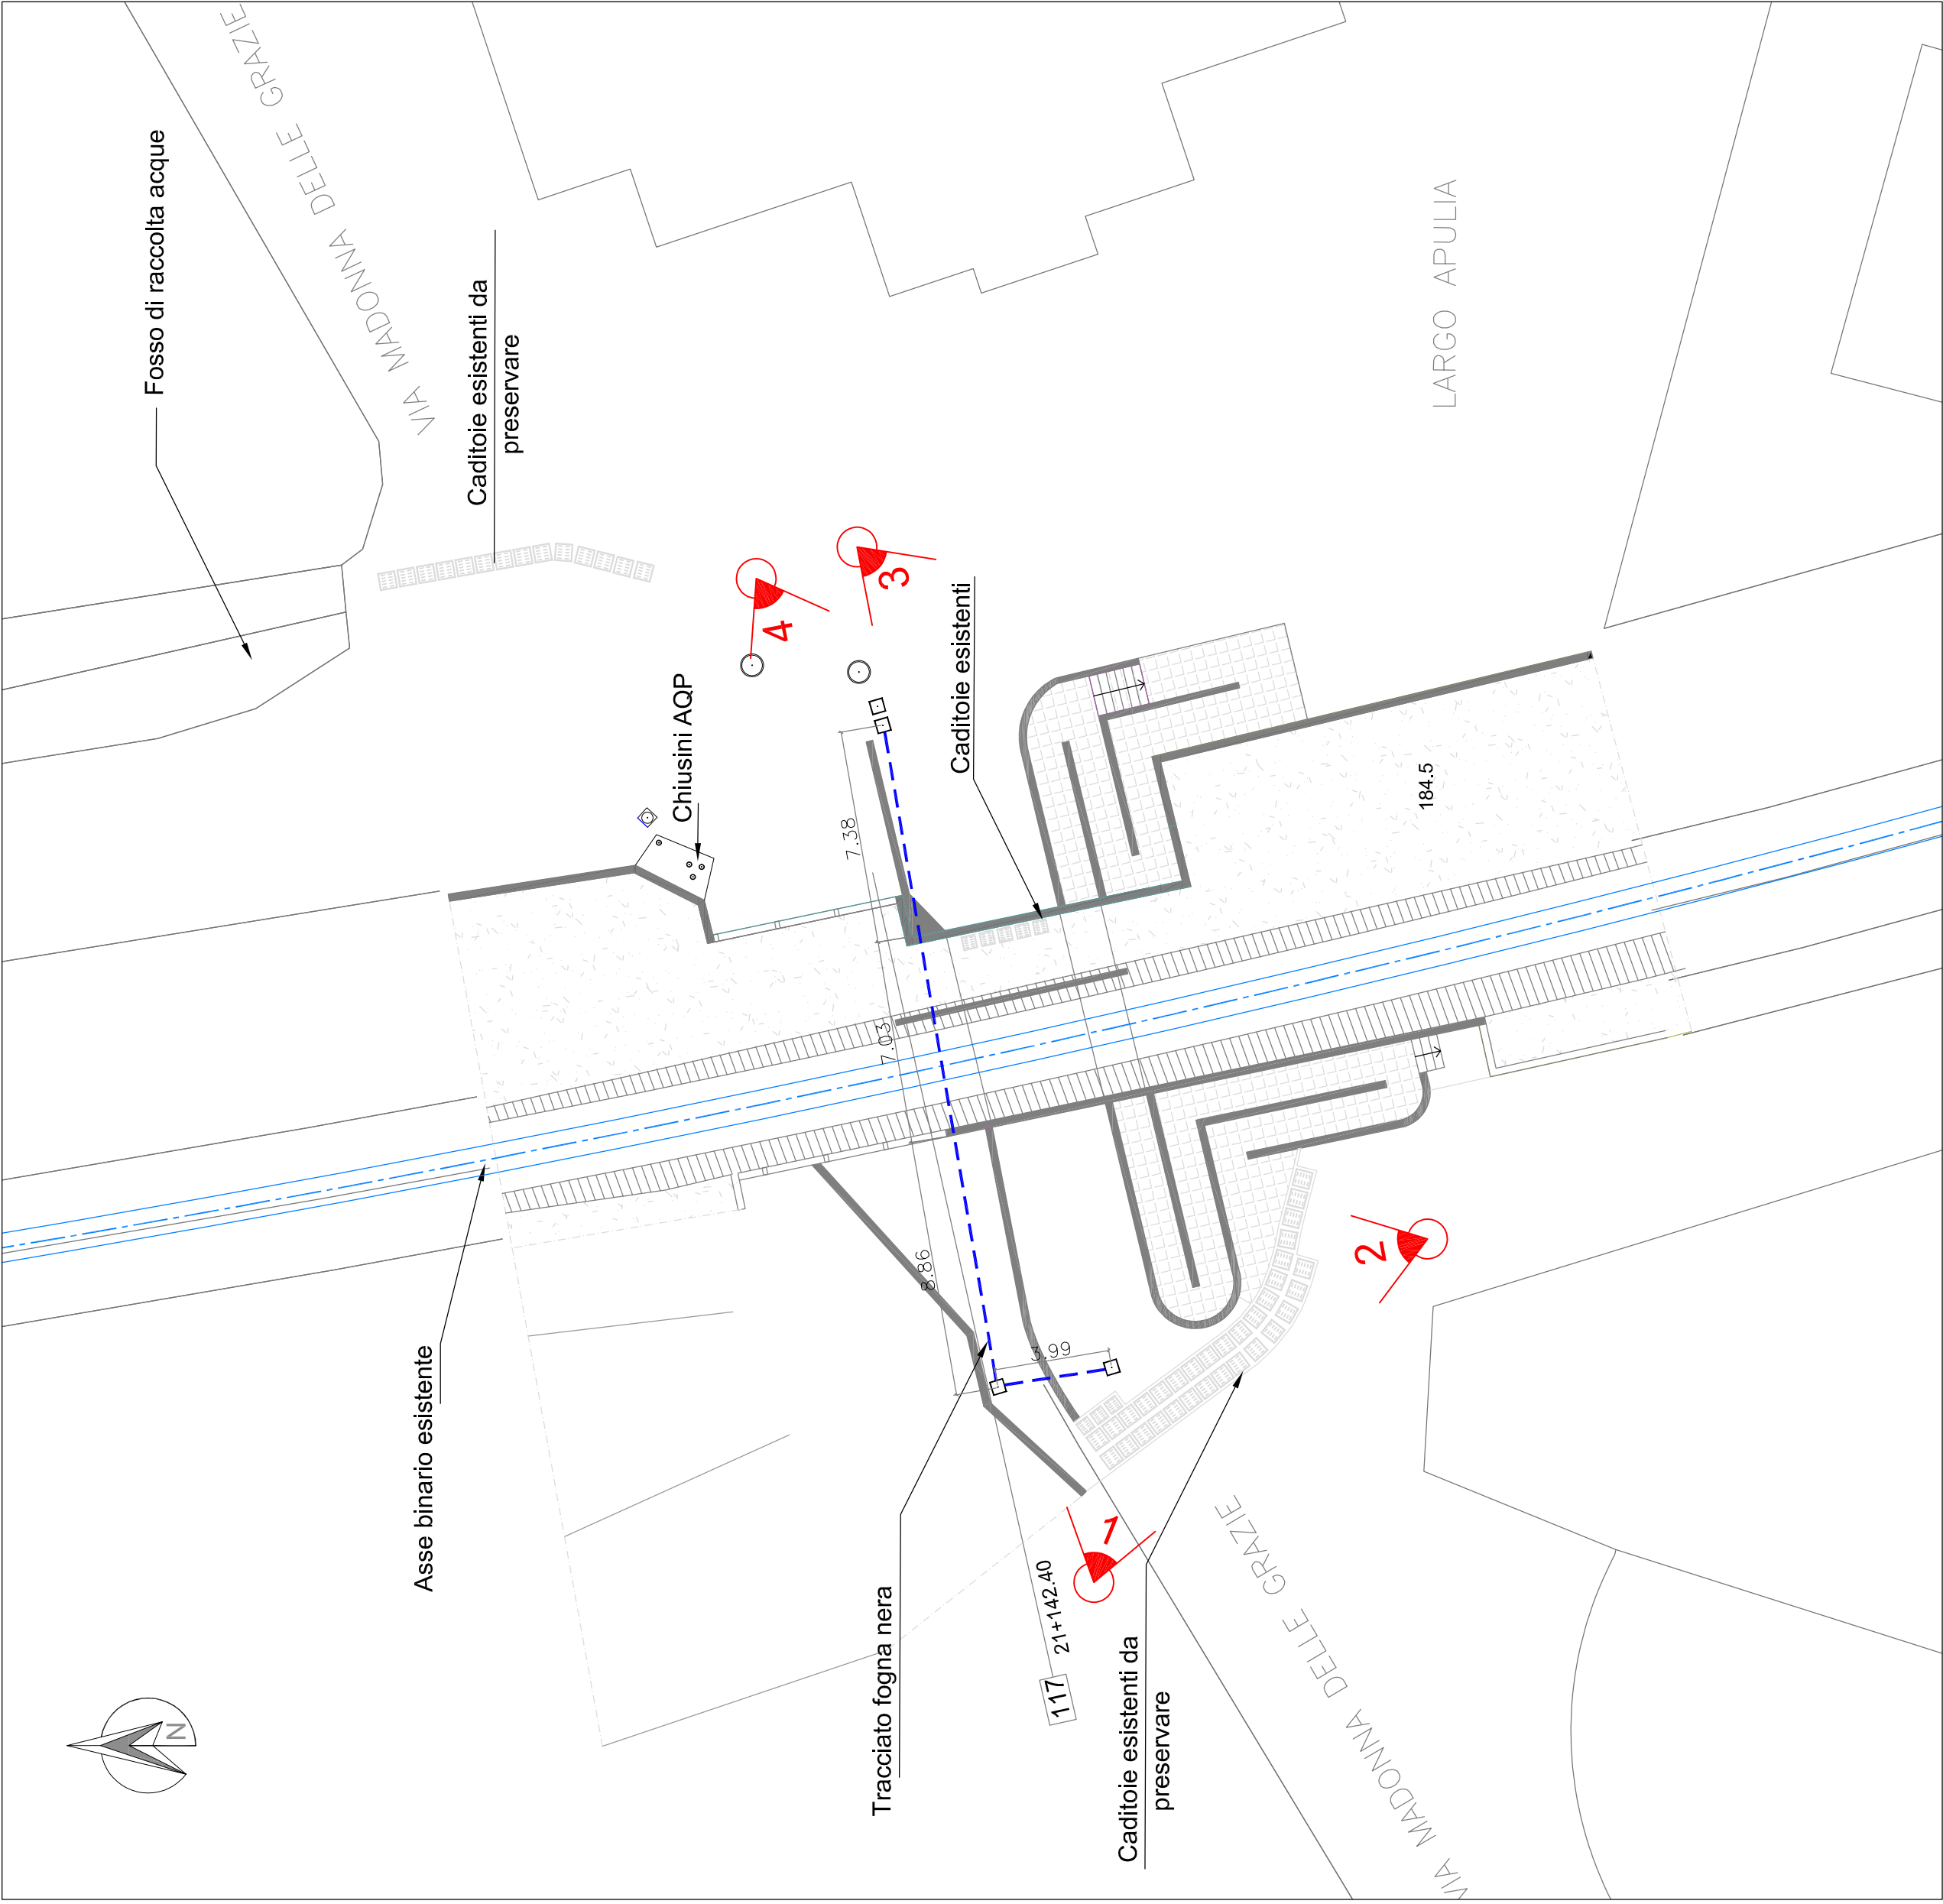 VIA MADONNA DELLE GRAZIE
Fosso di raccolta acque
Caditoie esistenti da
preservare
LARGO APULIA
4
3
Chiusini AQP
Caditoie esistenti
7.38
184.5
7.03
8.86
3.99
2
1
Asse binario esistente
Tracciato fogna nera
117
21+142.40
Caditoie esistenti da
preservare
VIA MADONNA DELLE GRAZIE
VIA
N